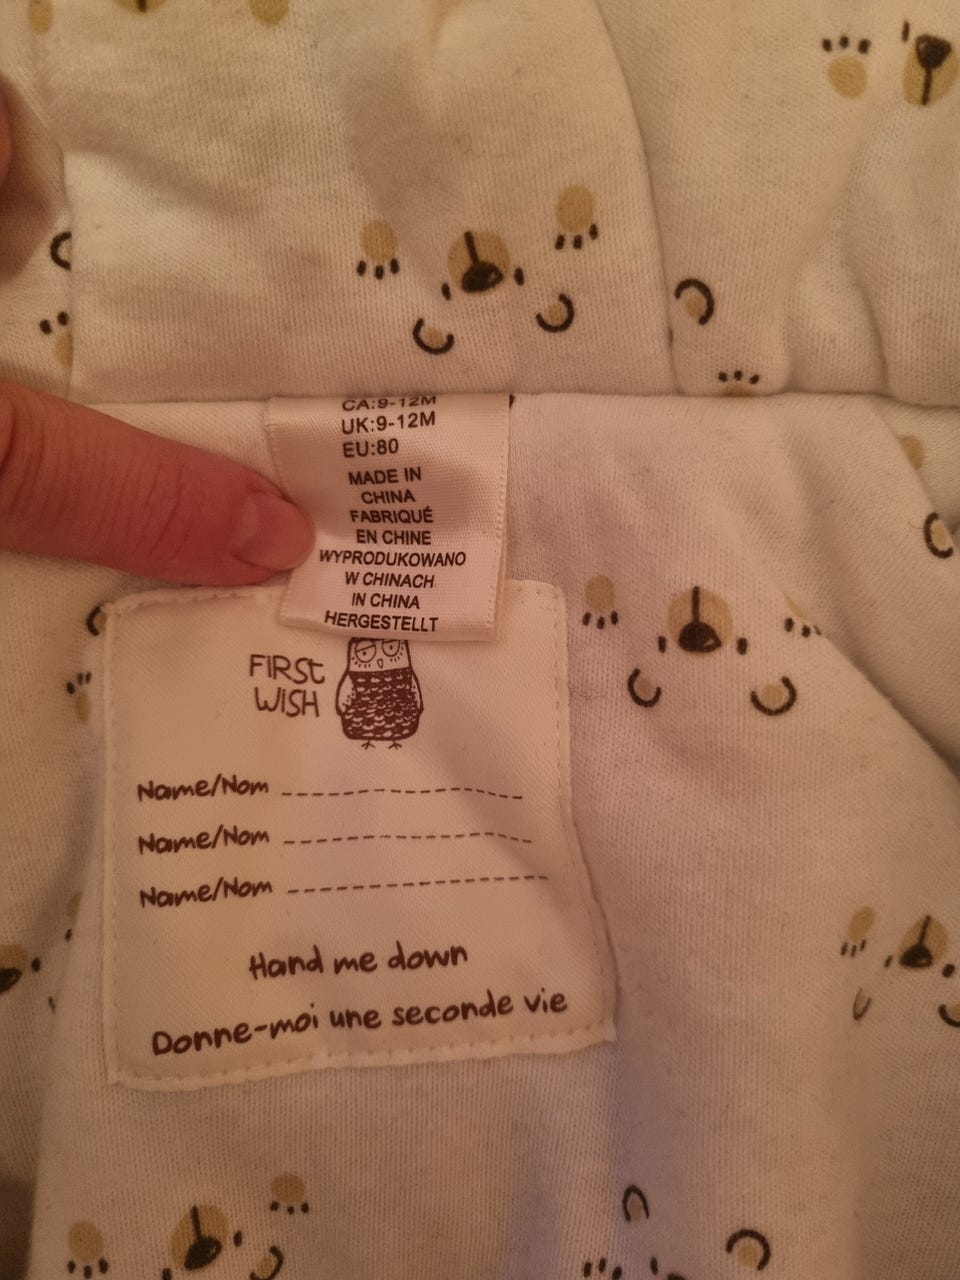 CA:9-12M
UK:9-12M
EU:80
MADE IN
CHINA
FABRIQUÉ
EN CHINE
WYPRODUKOWANO
W CHINACH
IN CHINA
HERGESTELLT
FIRST
WISH
Name/Nom
Name/Nom
Name/Nom
Hand me down
Donne-moi une seconde vie